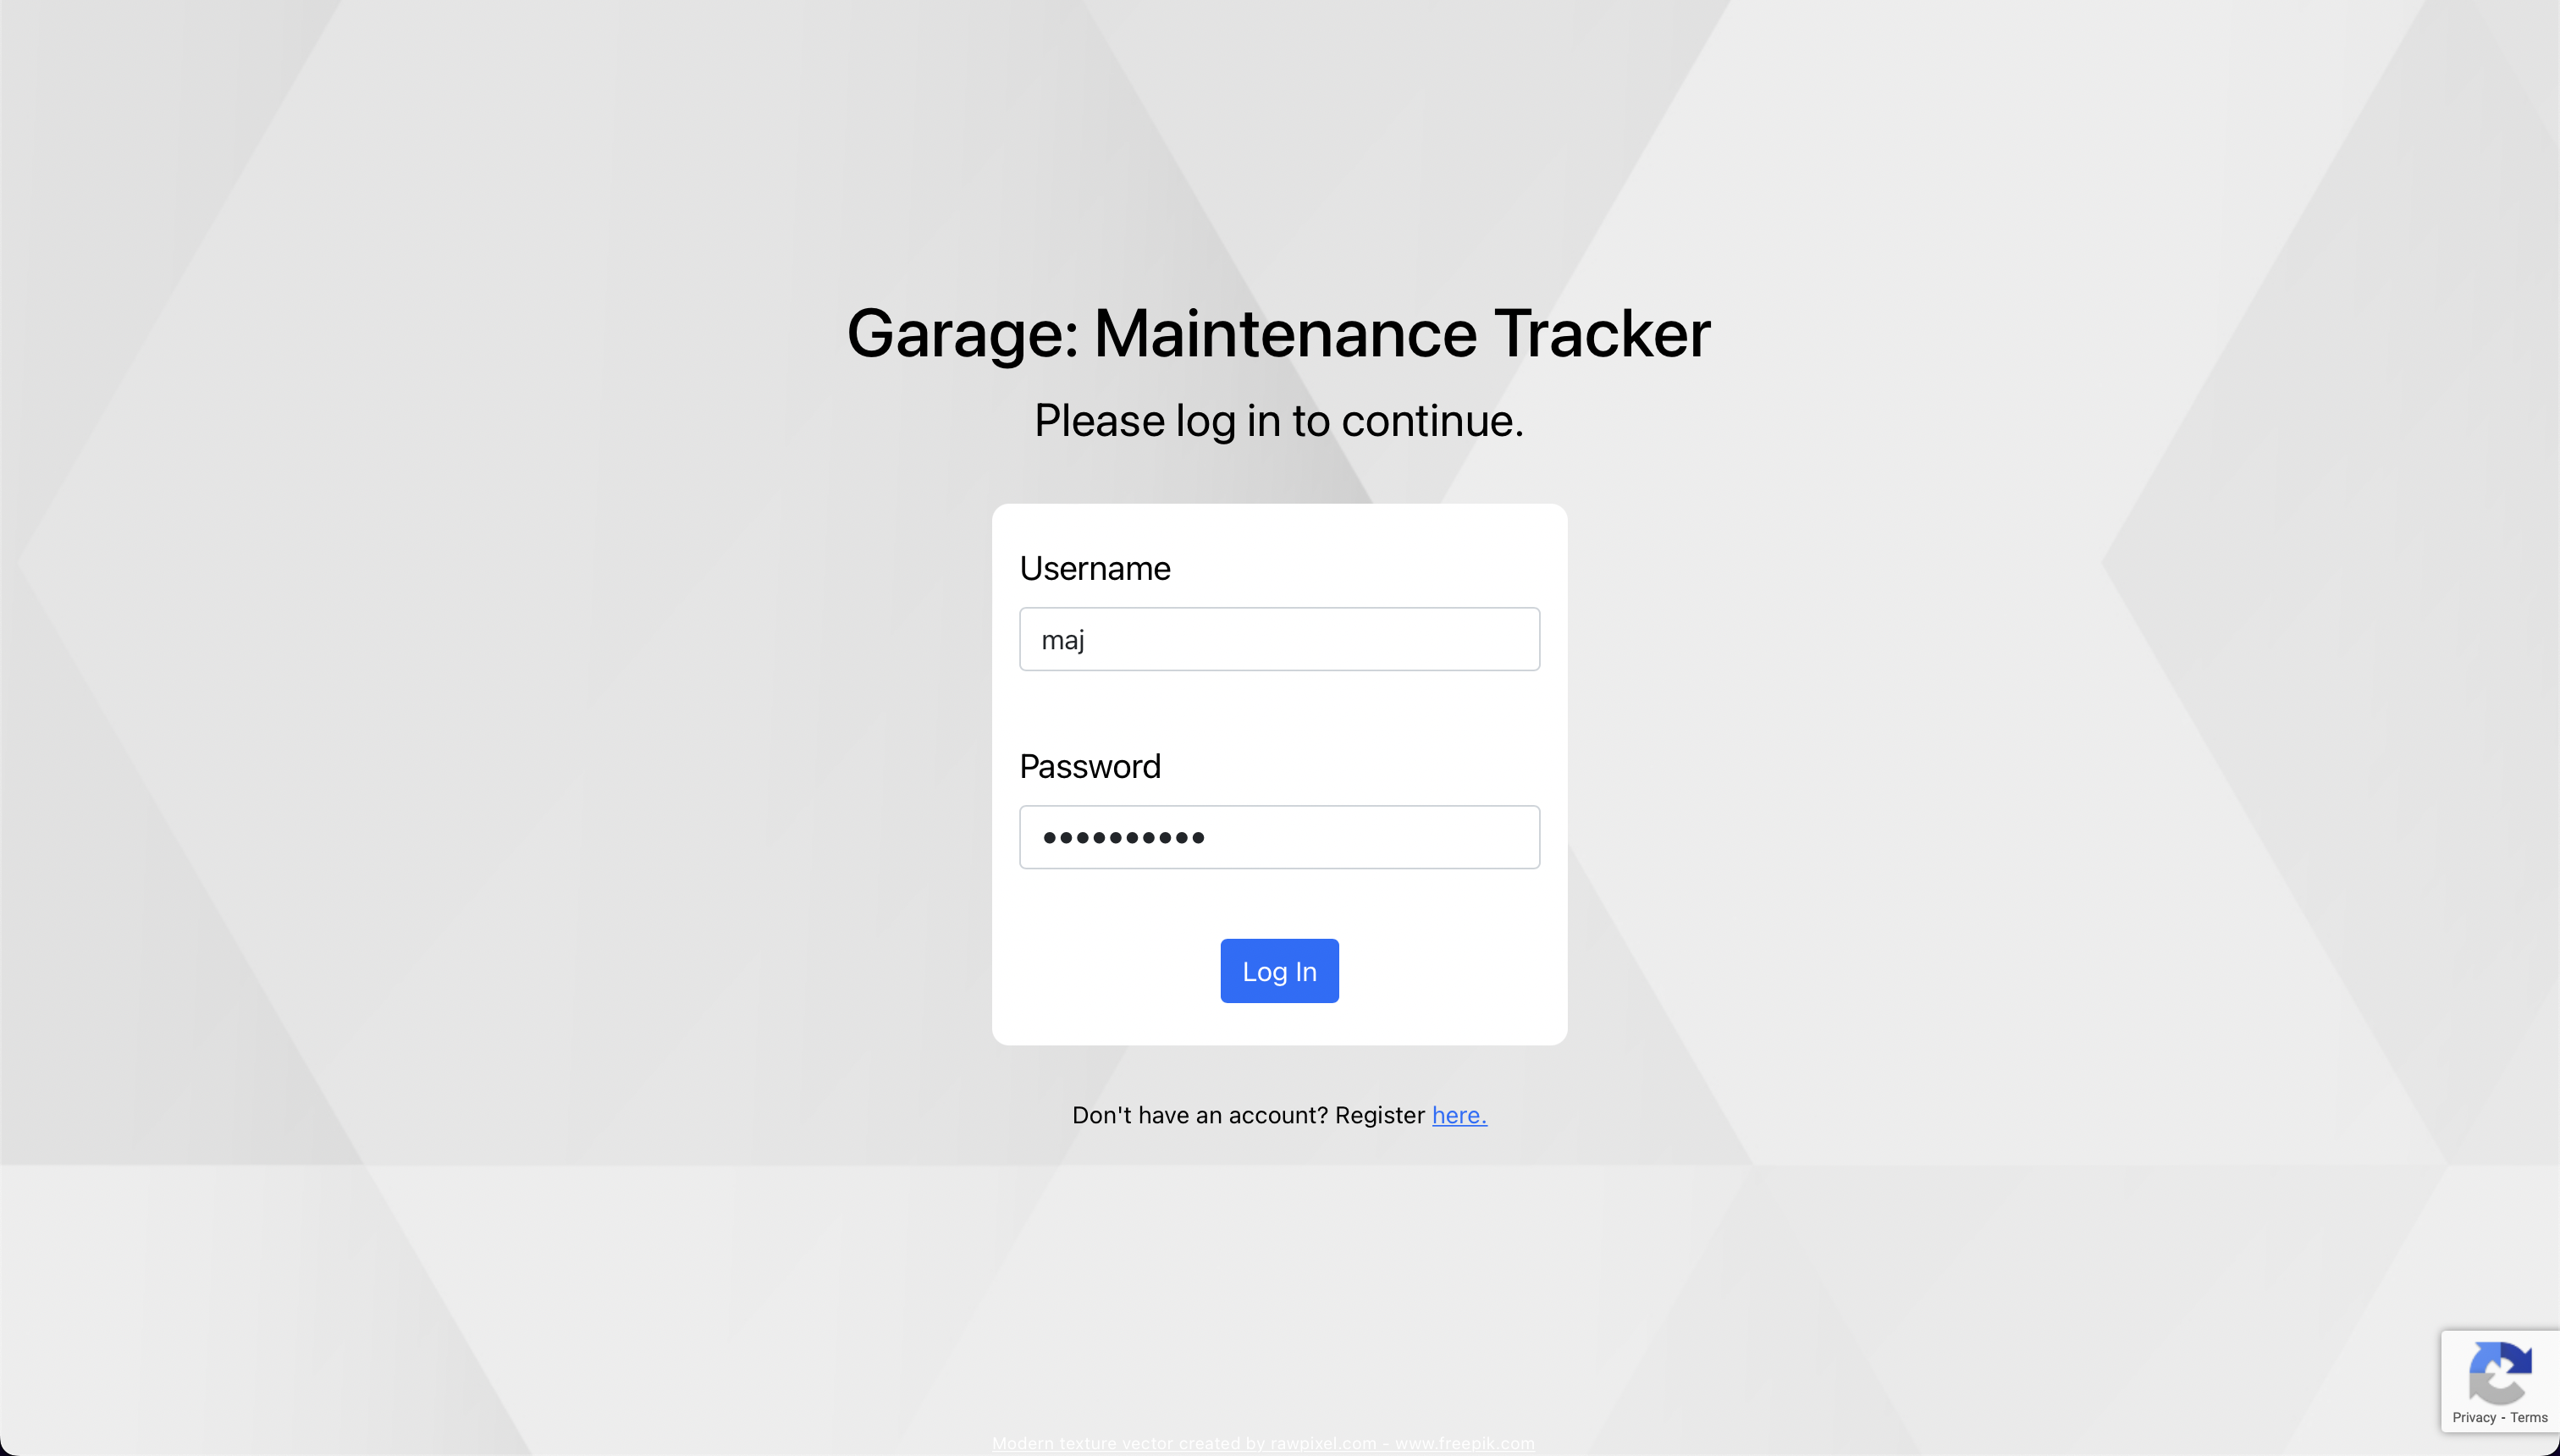 Garage: Maintenance Tracker
Please log in to continue.
Username
maj
Password
••••••••••
Log In
Don't have an account? Register here.
Modern texture vector created by rawpixel.com - www.freepik.com
Privacy - Terms